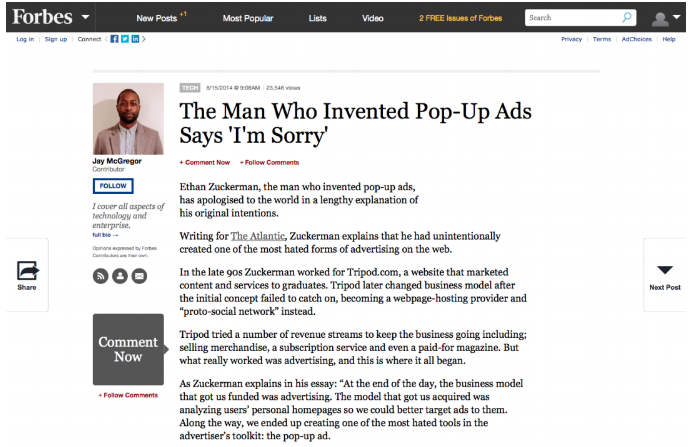 Forbes New Posts +1 Most Popular Lists Video 2 FREE Issues of Forbes Search
Log in | Sign up | Connect < f in > Privacy | Terms | AdChoices | Help
TECH 8/15/2014 @ 9:08AM | 23,546 views
The Man Who Invented Pop-Up Ads
Says 'I'm Sorry'
+ Comment Now + Follow Comments
Jay McGregor
Contributor
FOLLOW
I cover all aspects of
technology and
enterprise.
full bio →
Opinions expressed by Forbes
Contributors are their own.
Ethan Zuckerman, the man who invented pop-up ads,
has apologised to the world in a lengthy explanation of
his original intentions.
Writing for The Atlantic, Zuckerman explains that he had unintentionally
created one of the most hated forms of advertising on the web.
In the late 90s Zuckerman worked for Tripod.com, a website that marketed
content and services to graduates. Tripod later changed business model after
the initial concept failed to catch on, becoming a webpage-hosting provider and
"proto-social network" instead.
Tripod tried a number of revenue streams to keep the business going including;
selling merchandise, a subscription service and even a paid-for magazine. But
what really worked was advertising, and this is where it all began.
As Zuckerman explains in his essay: "At the end of the day, the business model
that got us funded was advertising. The model that got us acquired was
analyzing users' personal homepages so we could better target ads to them.
Along the way, we ended up creating one of the most hated tools in the
advertiser's toolkit: the pop-up ad.
Share
Next Post
Comment
Now
+ Follow Comments